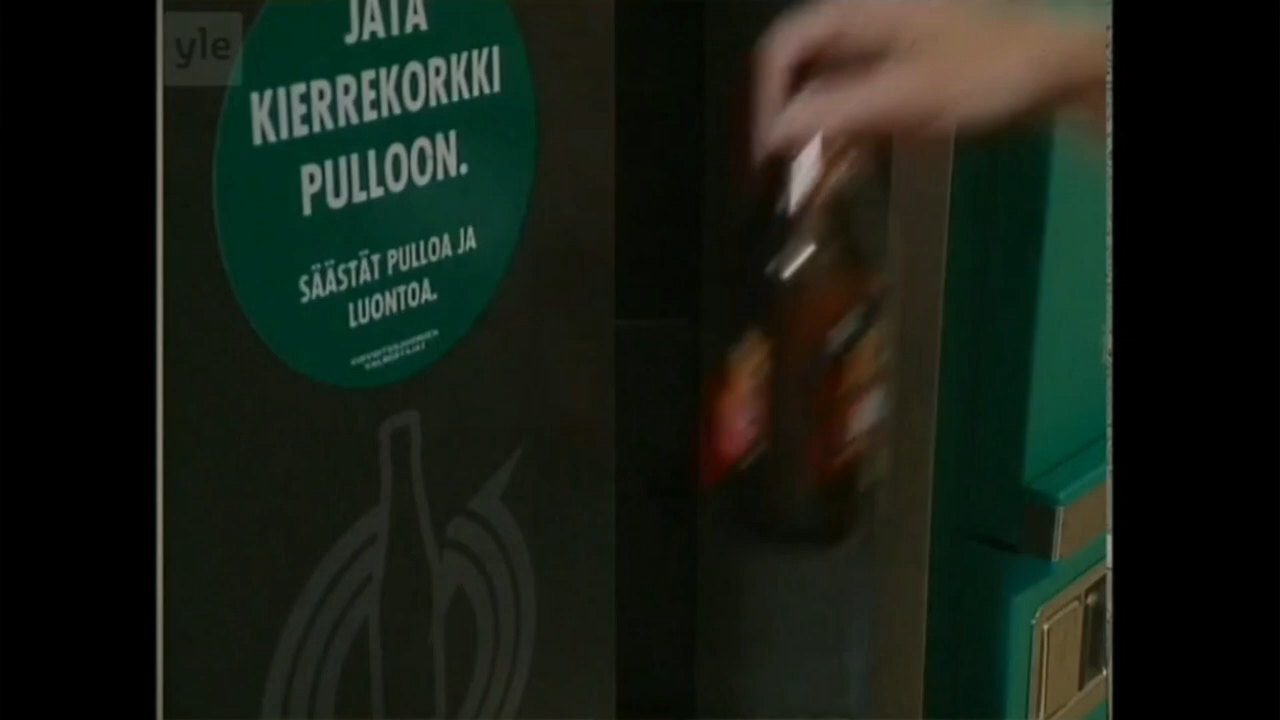 yle
JÄTÄ
KIERREKORKKI
PULLOON.
SÄÄSTÄT PULLOA JA
LUONTOA.